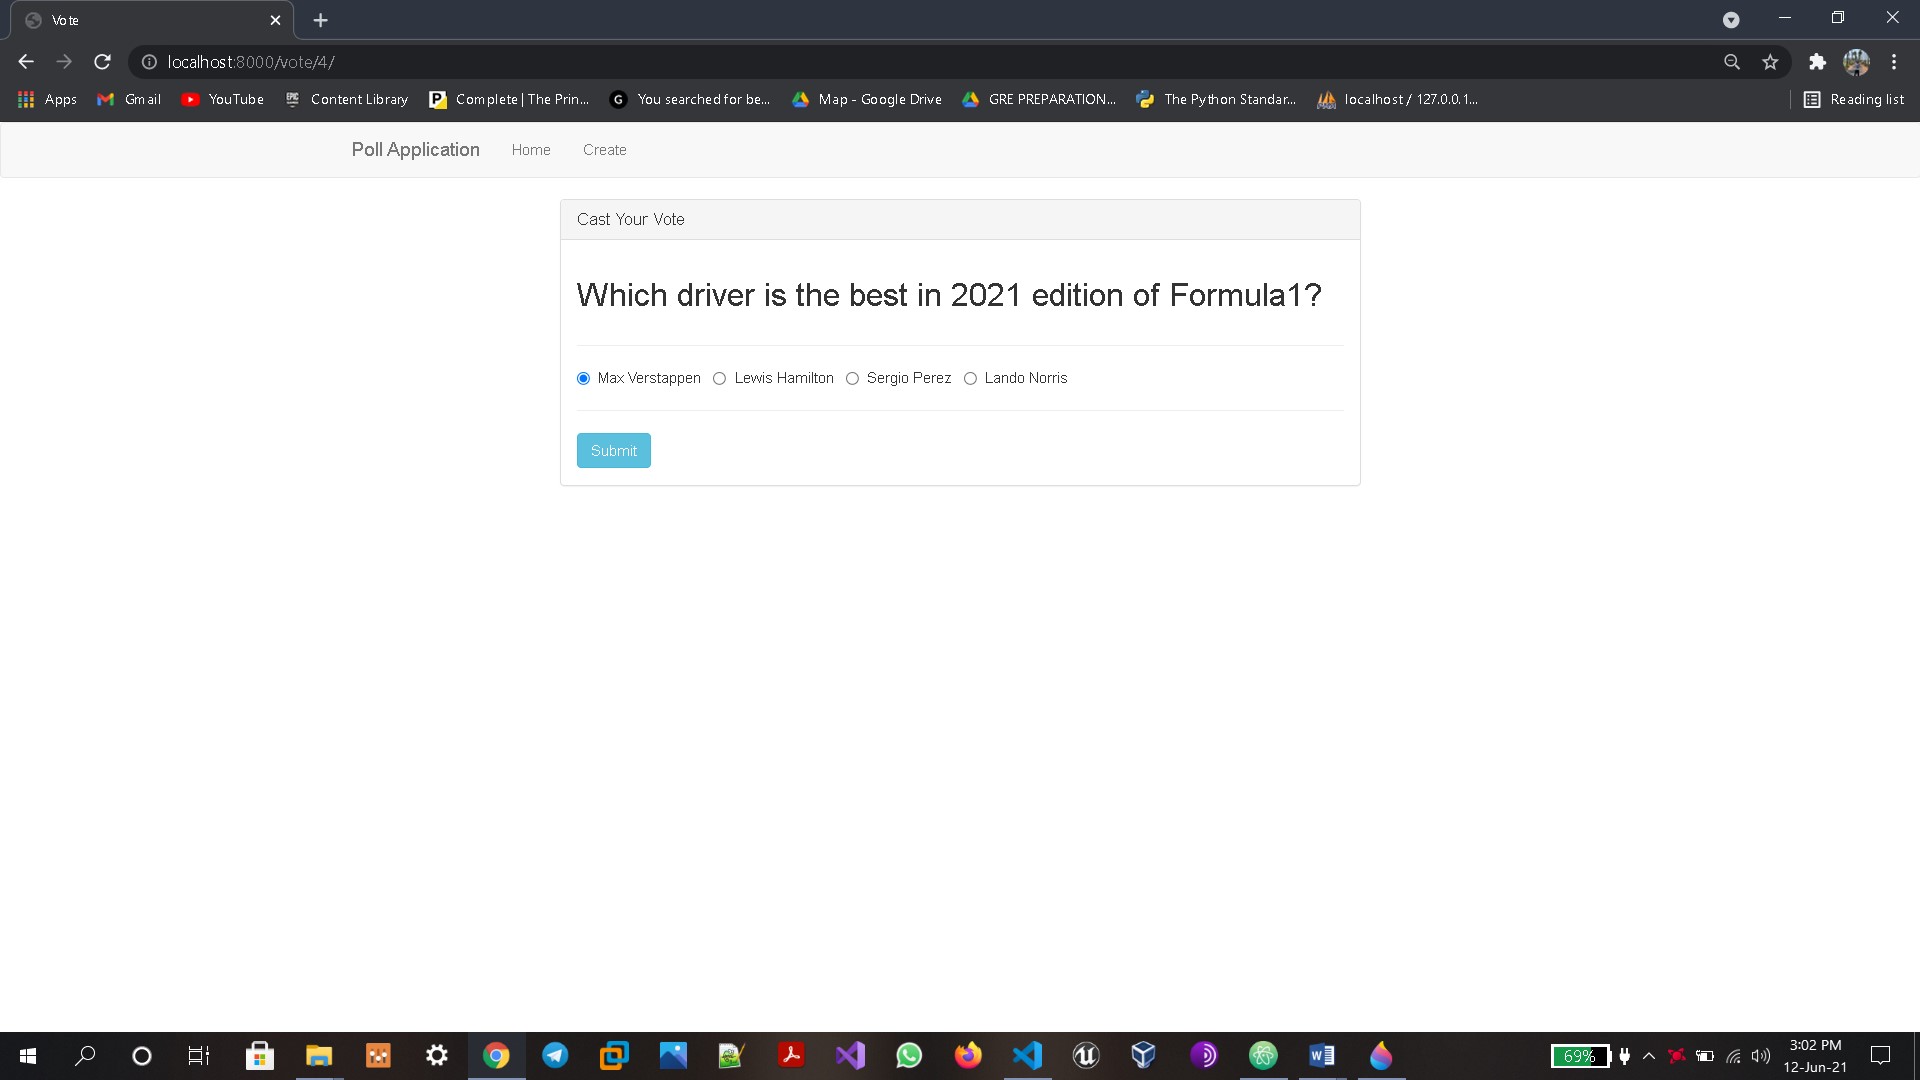 Vote
localhost:8000/vote/4/
Apps Gmail YouTube Content Library Complete | The Prin... You searched for be... Map - Google Drive GRE PREPARATION... The Python Standar... localhost / 127.0.0.1... Reading list
Poll Application Home Create
Cast Your Vote
Which driver is the best in 2021 edition of Formula1?
Max Verstappen Lewis Hamilton Sergio Perez Lando Norris
Submit
69%
3:02 PM
12-Jun-21